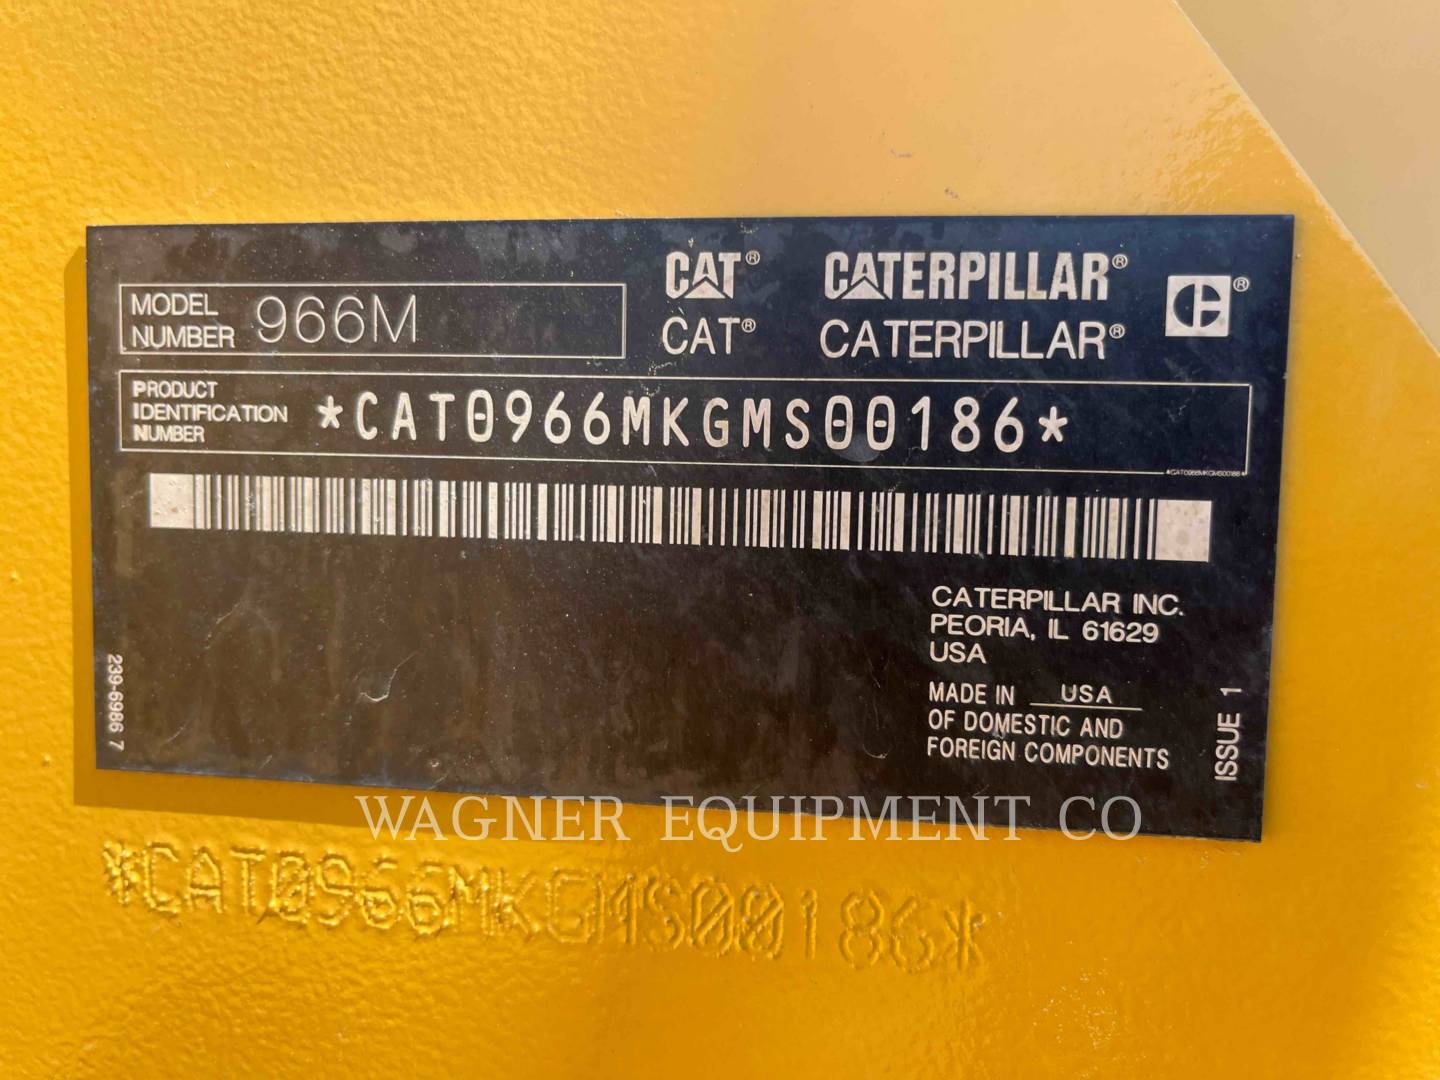 CAT® CATERPILLAR® ®
MODEL NUMBER 966M
CAT® CATERPILLAR®
PRODUCT
IDENTIFICATION
NUMBER
*CAT0966MKGMS00186*
*CAT0966MKGMS00186*
CATERPILLAR INC.
PEORIA, IL 61629
USA
MADE IN USA
OF DOMESTIC AND
FOREIGN COMPONENTS
239-6986 7
ISSUE 1
WAGNER EQUIPMENT CO
*CAT0966MKGMS00186*